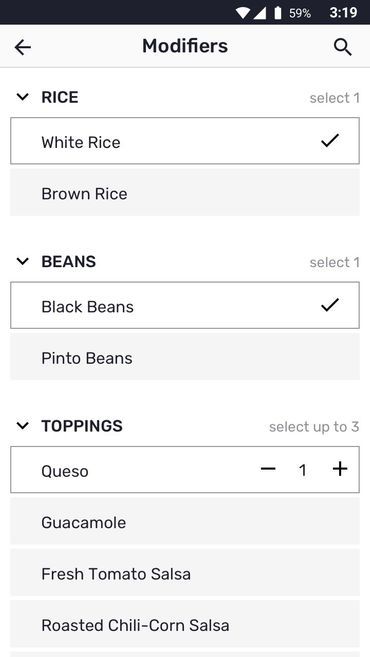 59% 3:19
Modifiers
RICE select 1
White Rice
Brown Rice
BEANS select 1
Black Beans
Pinto Beans
TOPPINGS select up to 3
Queso 1
Guacamole
Fresh Tomato Salsa
Roasted Chili-Corn Salsa